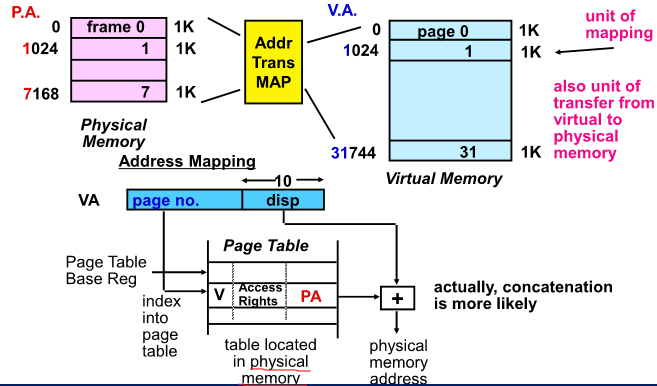 P.A.
0 frame 0 1K
1024 1 1K
7168 7 1K
Physical
Memory
Addr
Trans
MAP
V.A.
0 page 0 1K
1024 1 1K
31744 31 1K
Virtual Memory
unit of
mapping
also unit of
transfer from
virtual to
physical
memory
Address Mapping
10
VA page no. disp
Page Table
Page Table
Base Reg
V Access
Rights PA
index
into
page
table
table located
in physical
memory
+
physical
memory
address
actually, concatenation
is more likely